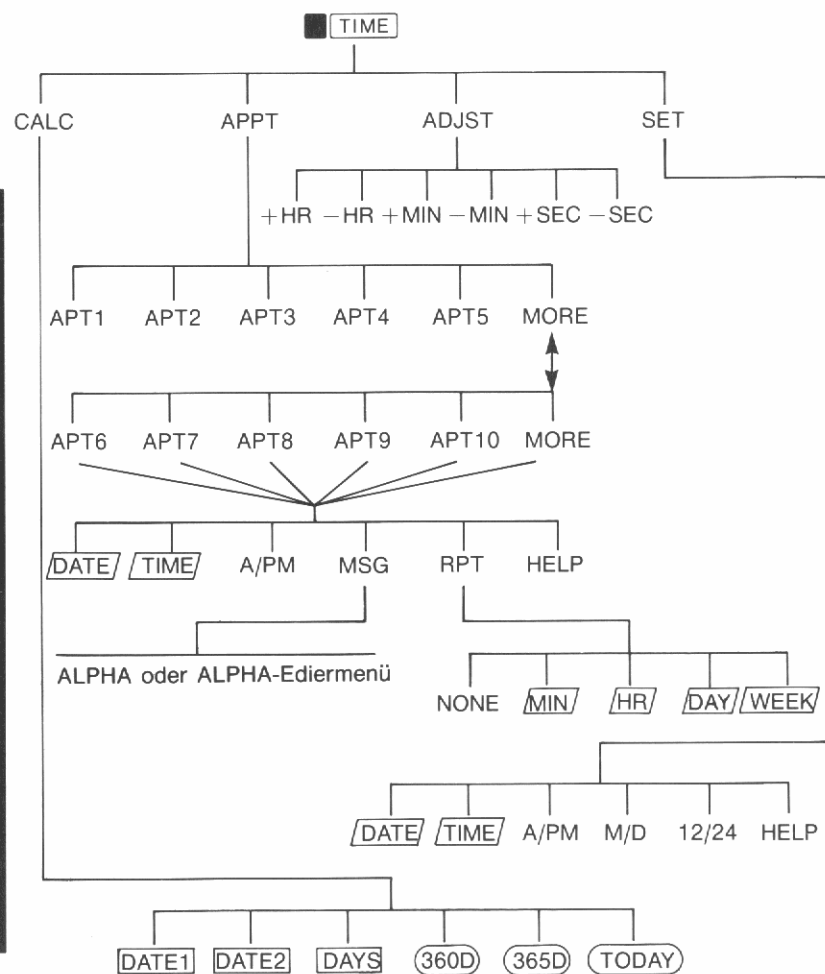 TIME
CALC APPT ADJST SET
+HR −HR +MIN −MIN +SEC −SEC
APT1 APT2 APT3 APT4 APT5 MORE
APT6 APT7 APT8 APT9 APT10 MORE
DATE TIME A/PM MSG RPT HELP
ALPHA oder ALPHA-Ediermenü
NONE MIN HR DAY WEEK
DATE TIME A/PM M/D 12/24 HELP
DATE1 DATE2 DAYS 360D 365D TODAY